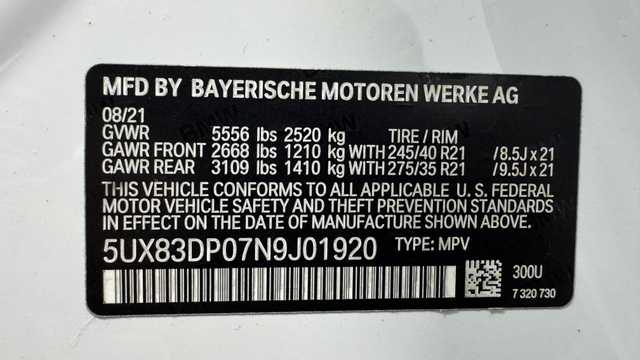 MFD BY BAYERISCHE MOTOREN WERKE AG
08/21
GVWR 5556 lbs 2520 kg TIRE / RIM
GAWR FRONT 2668 lbs 1210 kg WITH 245/40 R21 / 8.5J x 21
GAWR REAR 3109 lbs 1410 kg WITH 275/35 R21 / 9.5J x 21
THIS VEHICLE CONFORMS TO ALL APPLICABLE U. S. FEDERAL
MOTOR VEHICLE SAFETY AND THEFT PREVENTION STANDARDS
IN EFFECT ON THE DATE OF MANUFACTURE SHOWN ABOVE.
5UX83DP07N9J01920 TYPE: MPV
300U
7 320 730